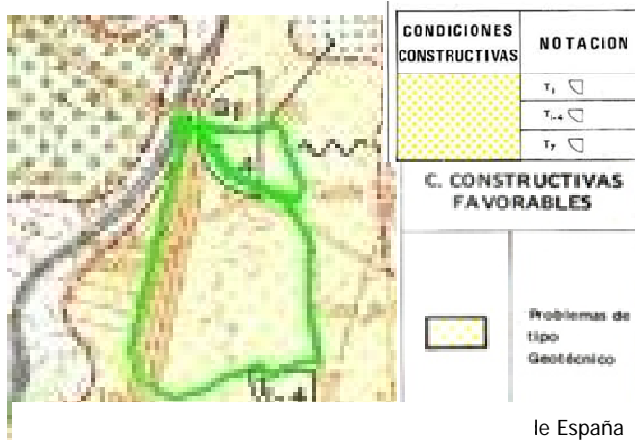 CONDICIONES
CONSTRUCTIVAS
NOTACION
C. CONSTRUCTIVAS
FAVORABLES
Problemas de
tipo
Geotécnico
le España